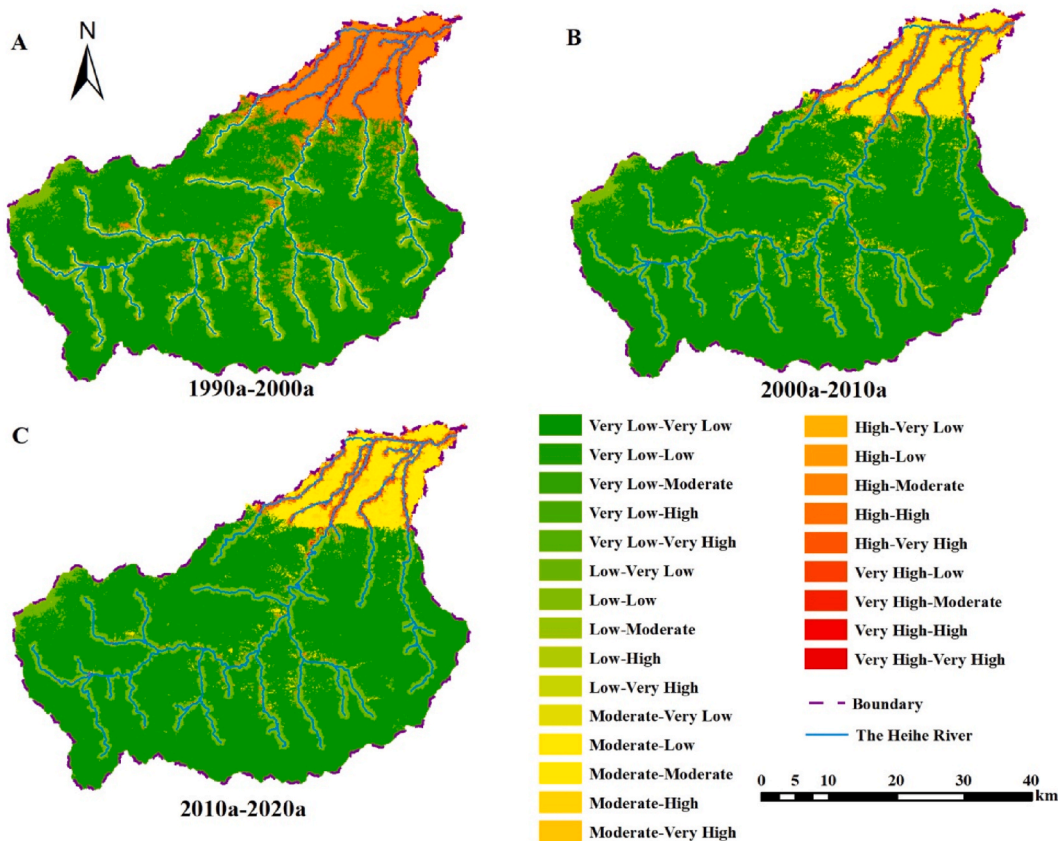 A
N
B
1990a-2000a
2000a-2010a
C
2010a-2020a
Very Low-Very Low
Very Low-Low
Very Low-Moderate
Very Low-High
Very Low-Very High
Low-Very Low
Low-Low
Low-Moderate
Low-High
Low-Very High
Moderate-Very Low
Moderate-Low
Moderate-Moderate
Moderate-High
Moderate-Very High
High-Very Low
High-Low
High-Moderate
High-High
High-Very High
Very High-Low
Very High-Moderate
Very High-High
Very High-Very High
Boundary
The Heihe River
0 5 10 20 30 40
km